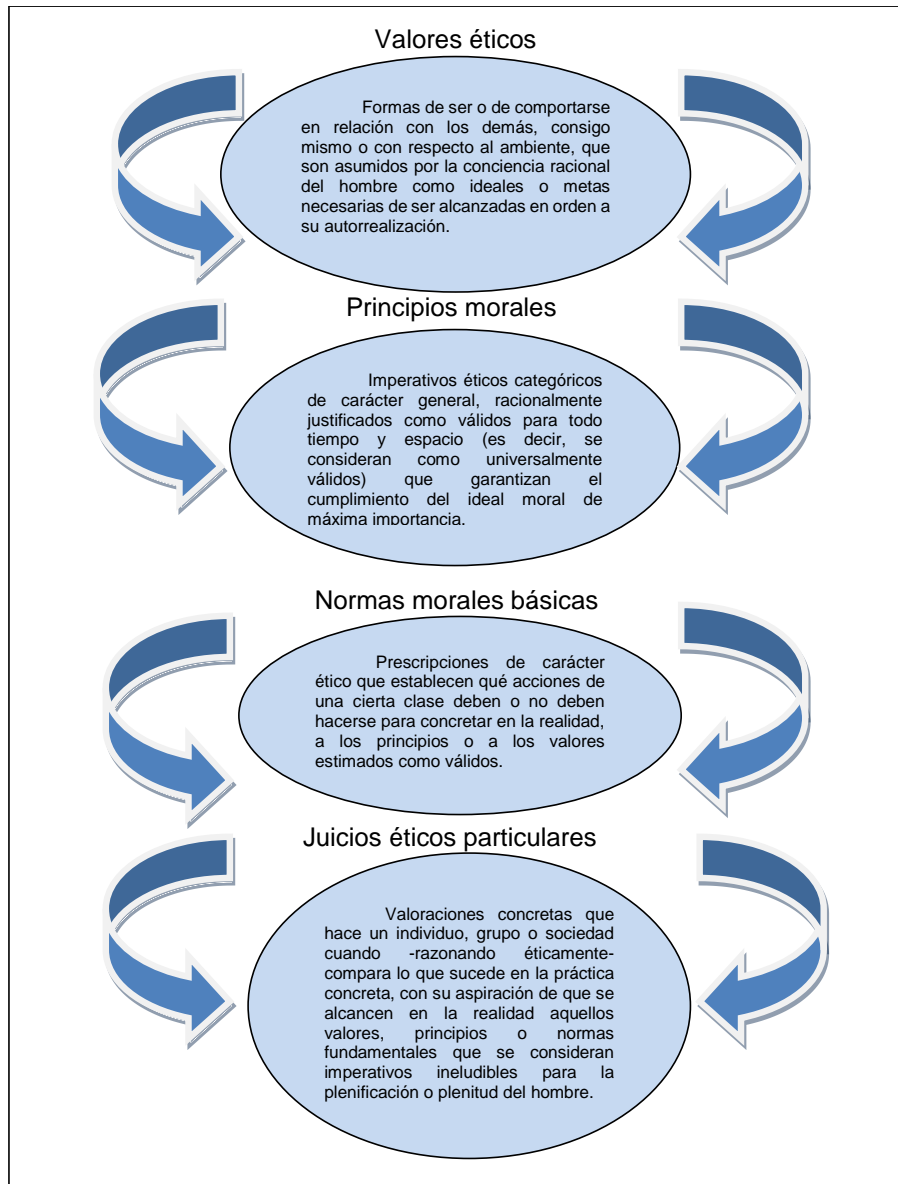 Valores éticos
Formas de ser o de comportarse
en relación con los demás, consigo
mismo o con respecto al ambiente, que
son asumidos por la conciencia racional
del hombre como ideales o metas
necesarias de ser alcanzadas en orden a
su autorrealización.
Principios morales
Imperativos éticos categóricos
de carácter general, racionalmente
justificados como válidos para todo
tiempo y espacio (es decir, se
consideran como universalmente
válidos) que garantizan el
cumplimiento del ideal moral de
máxima importancia.
Normas morales básicas
Prescripciones de carácter
ético que establecen qué acciones de
una cierta clase deben o no deben
hacerse para concretar en la realidad,
a los principios o a los valores
estimados como válidos.
Juicios éticos particulares
Valoraciones concretas que
hace un individuo, grupo o sociedad
cuando -razonando éticamente-
compara lo que sucede en la práctica
concreta, con su aspiración de que se
alcancen en la realidad aquellos
valores, principios o normas
fundamentales que se consideran
imperativos ineludibles para la
plenificación o plenitud del hombre.